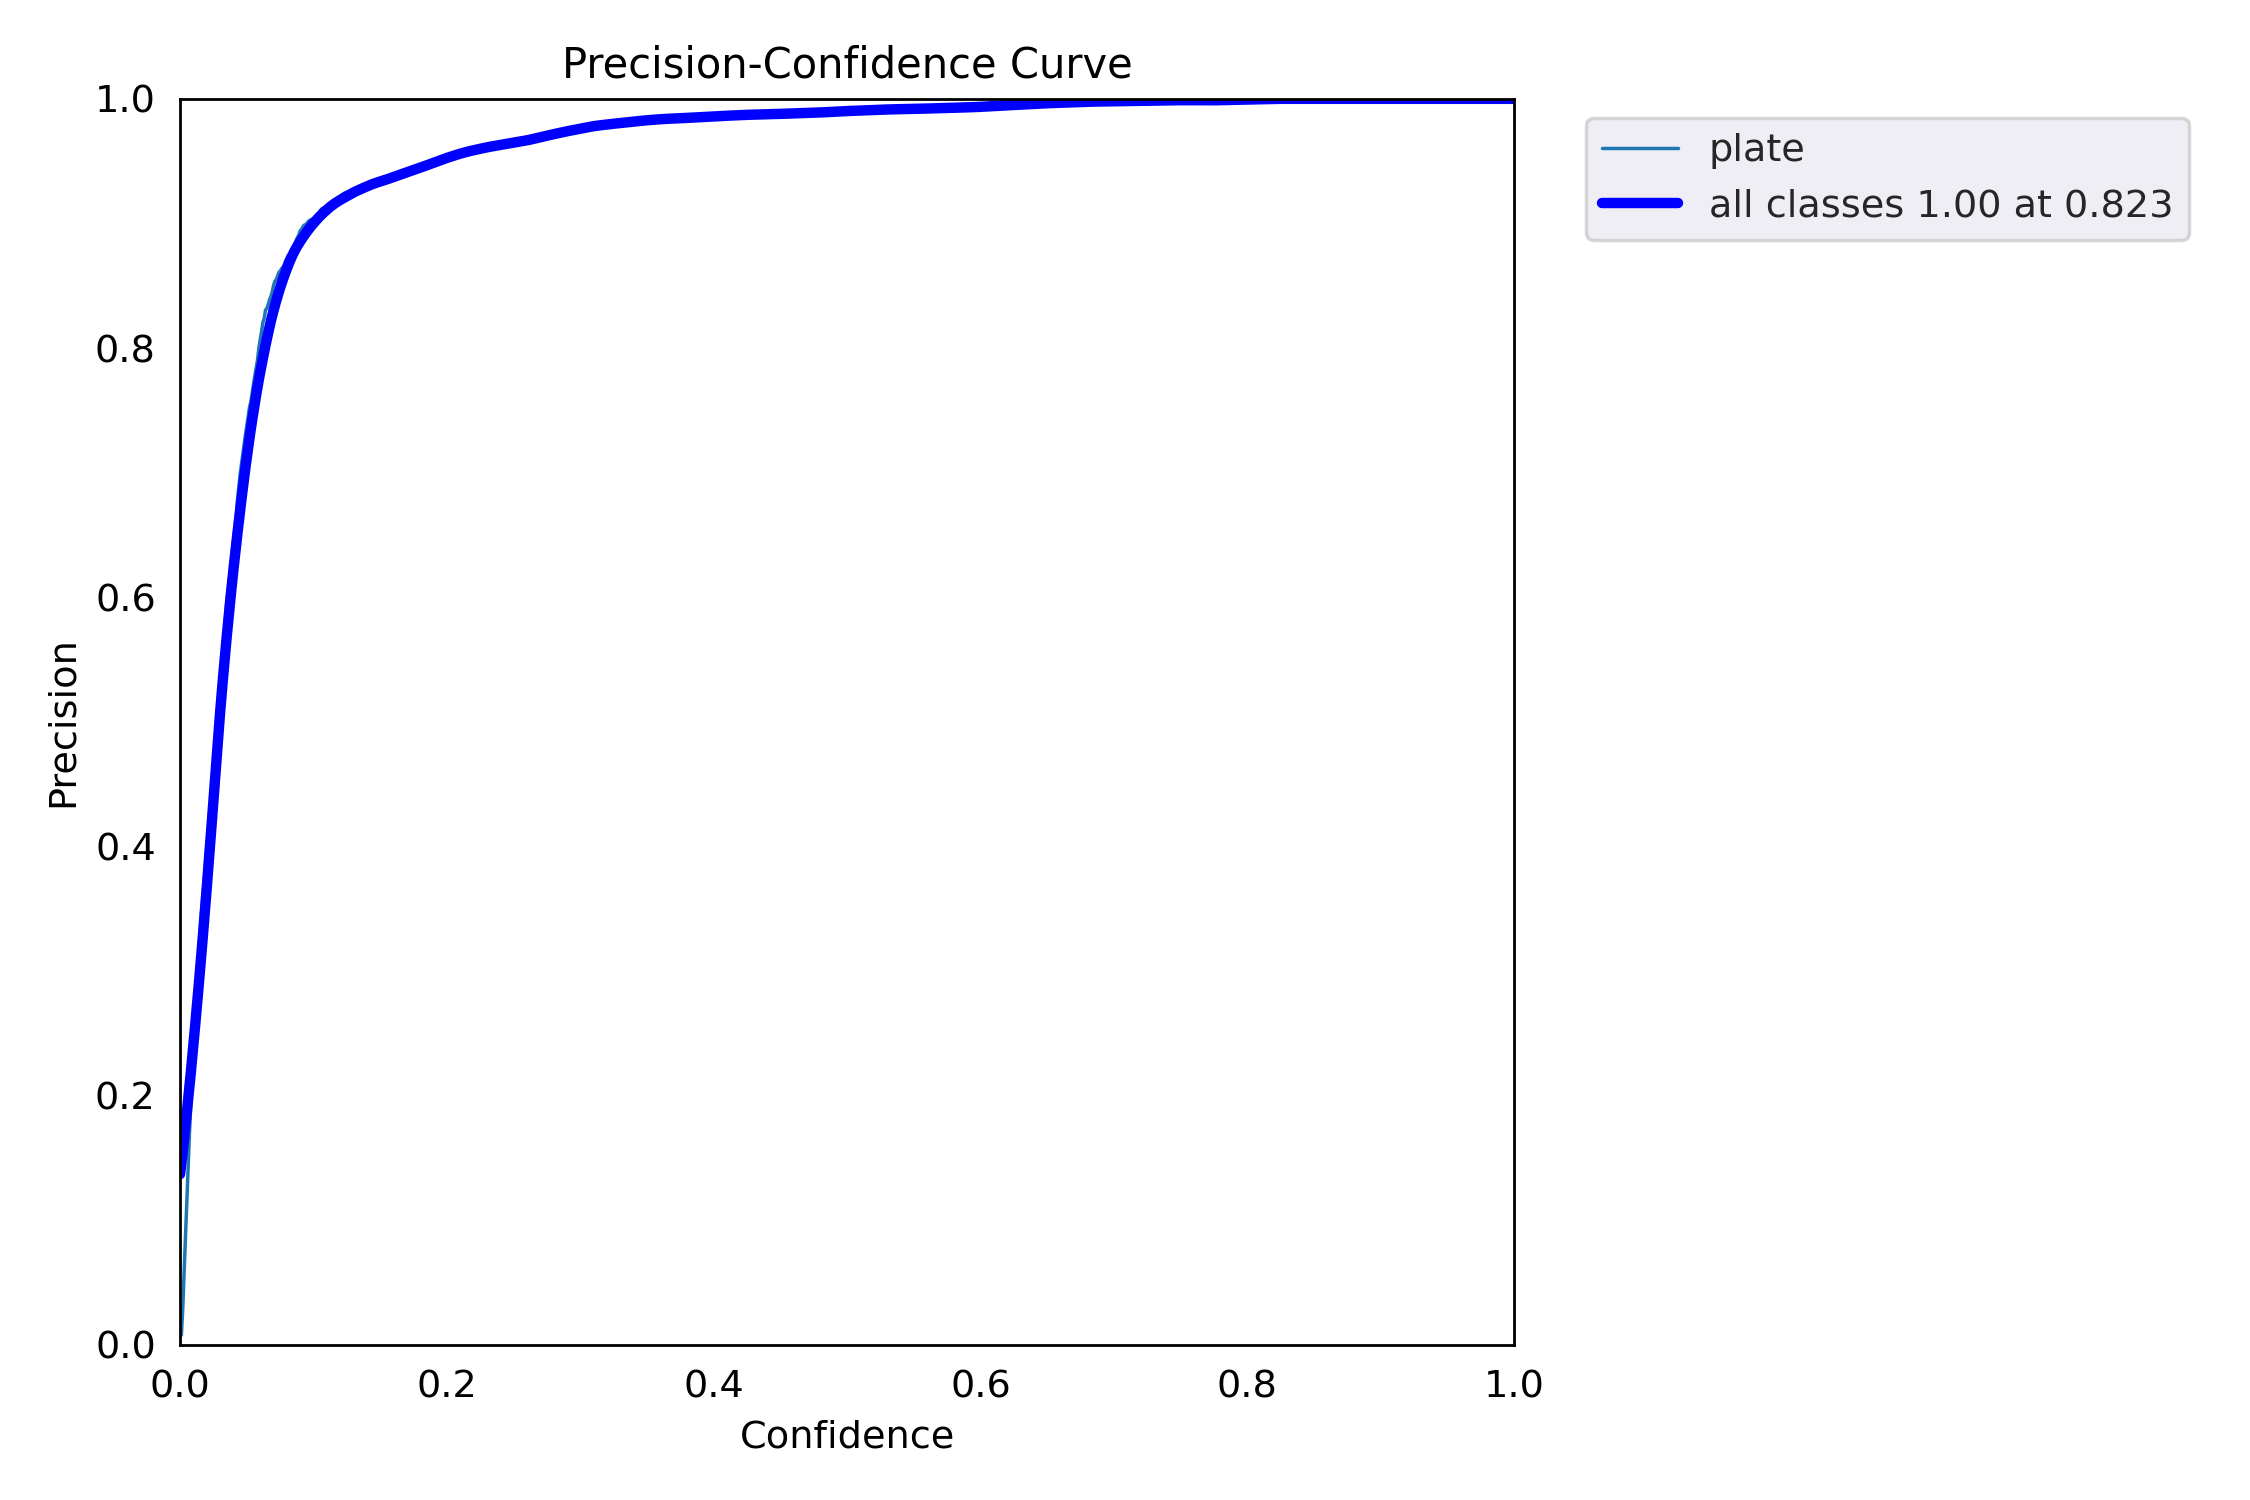 Precision-Confidence Curve
plate
all classes 1.00 at 0.823
1.0
0.8
0.6
0.4
0.2
0.0
Precision
0.0 0.2 0.4 0.6 0.8 1.0
Confidence